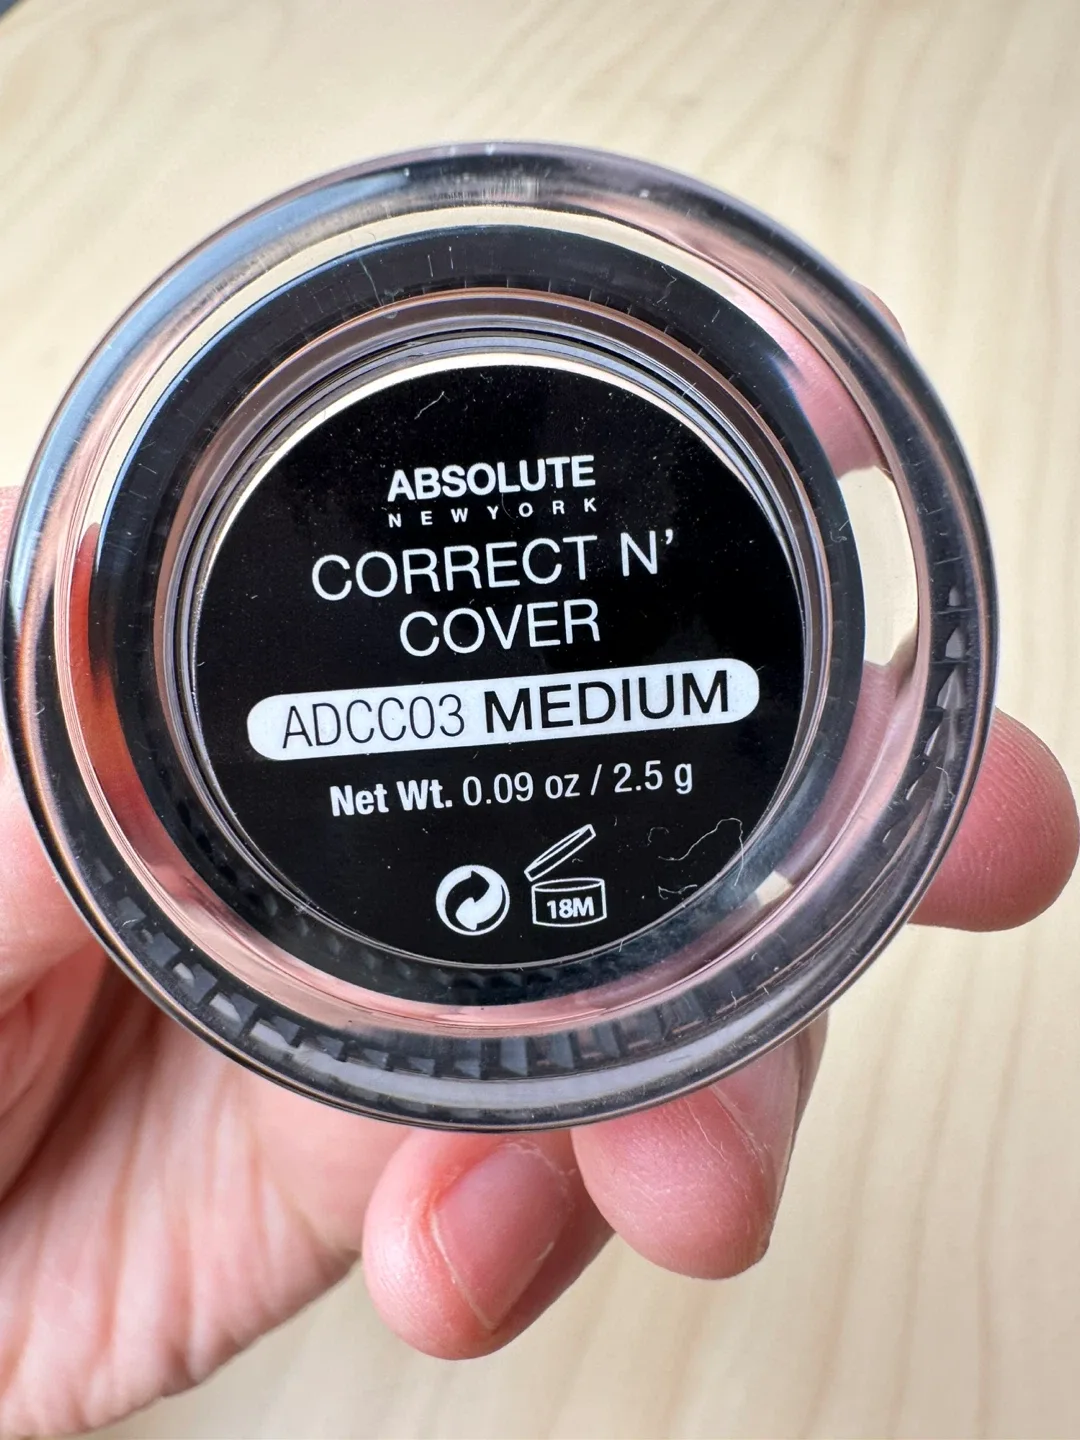 ABSOLUTE
NEW YORK
CORRECT N'
COVER
ADCC03 MEDIUM
Net Wt. 0.09 oz / 2.5 g
18M